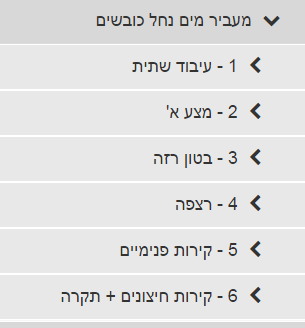 מעביר מים נחל כובשים
1 - עיבוד שתית
2 - מצע א'
3 - בטון רזה
4 - רצפה
5 - קירות פנימיים
6 - קירות חיצונים + תקרה